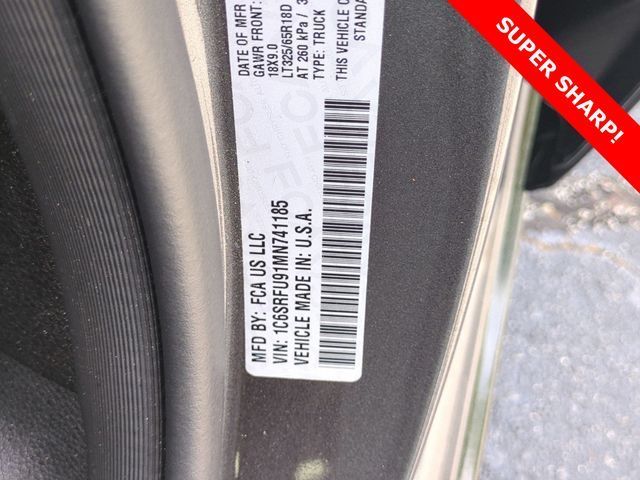 SUPER SHARP!
MFD BY: FCA US LLC
DATE OF MFR
GAWR FRONT:
18X9.0
LT325/65R18D
AT 260 kPa / 3
TYPE: TRUCK
THIS VEHICLE C
STANDA
VIN: 1C6SRFU91MN741185
VEHICLE MADE IN: U.S.A.